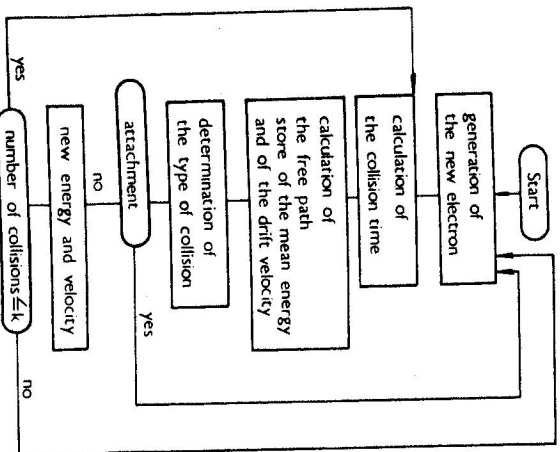 Start
generation of
the new electron
calculation of
the collision time
calculation of
the free path
store of the mean energy
and of the drift velocity
determination of
the type of collision
attachment
yes
no
new energy and velocity
number of collisions≦k
yes
no